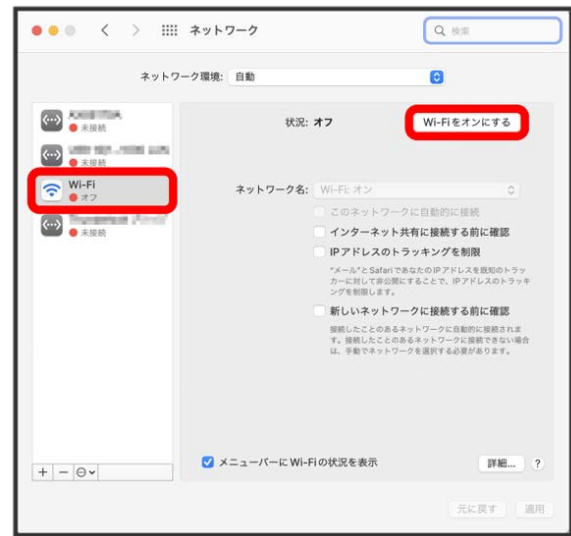 ネットワーク
検索
ネットワーク環境: 自動
未接続
未接続
Wi-Fi
オフ
未接続
状況: オフ
Wi-Fiをオンにする
ネットワーク名: Wi-Fi: オン
このネットワークに自動的に接続
インターネット共有に接続する前に確認
IPアドレスのトラッキングを制限
"メール"とSafariであなたのIPアドレスを既知のトラッ
カーに対して非公開にすることで、IPアドレスのトラッキ
ングを制限します。
新しいネットワークに接続する前に確認
接続したことのあるネットワークに自動的に接続されま
す。接続したことのあるネットワークに接続できない場合
は、手動でネットワークを選択する必要があります。
メニューバーにWi-Fiの状況を表示
詳細...
?
元に戻す
適用